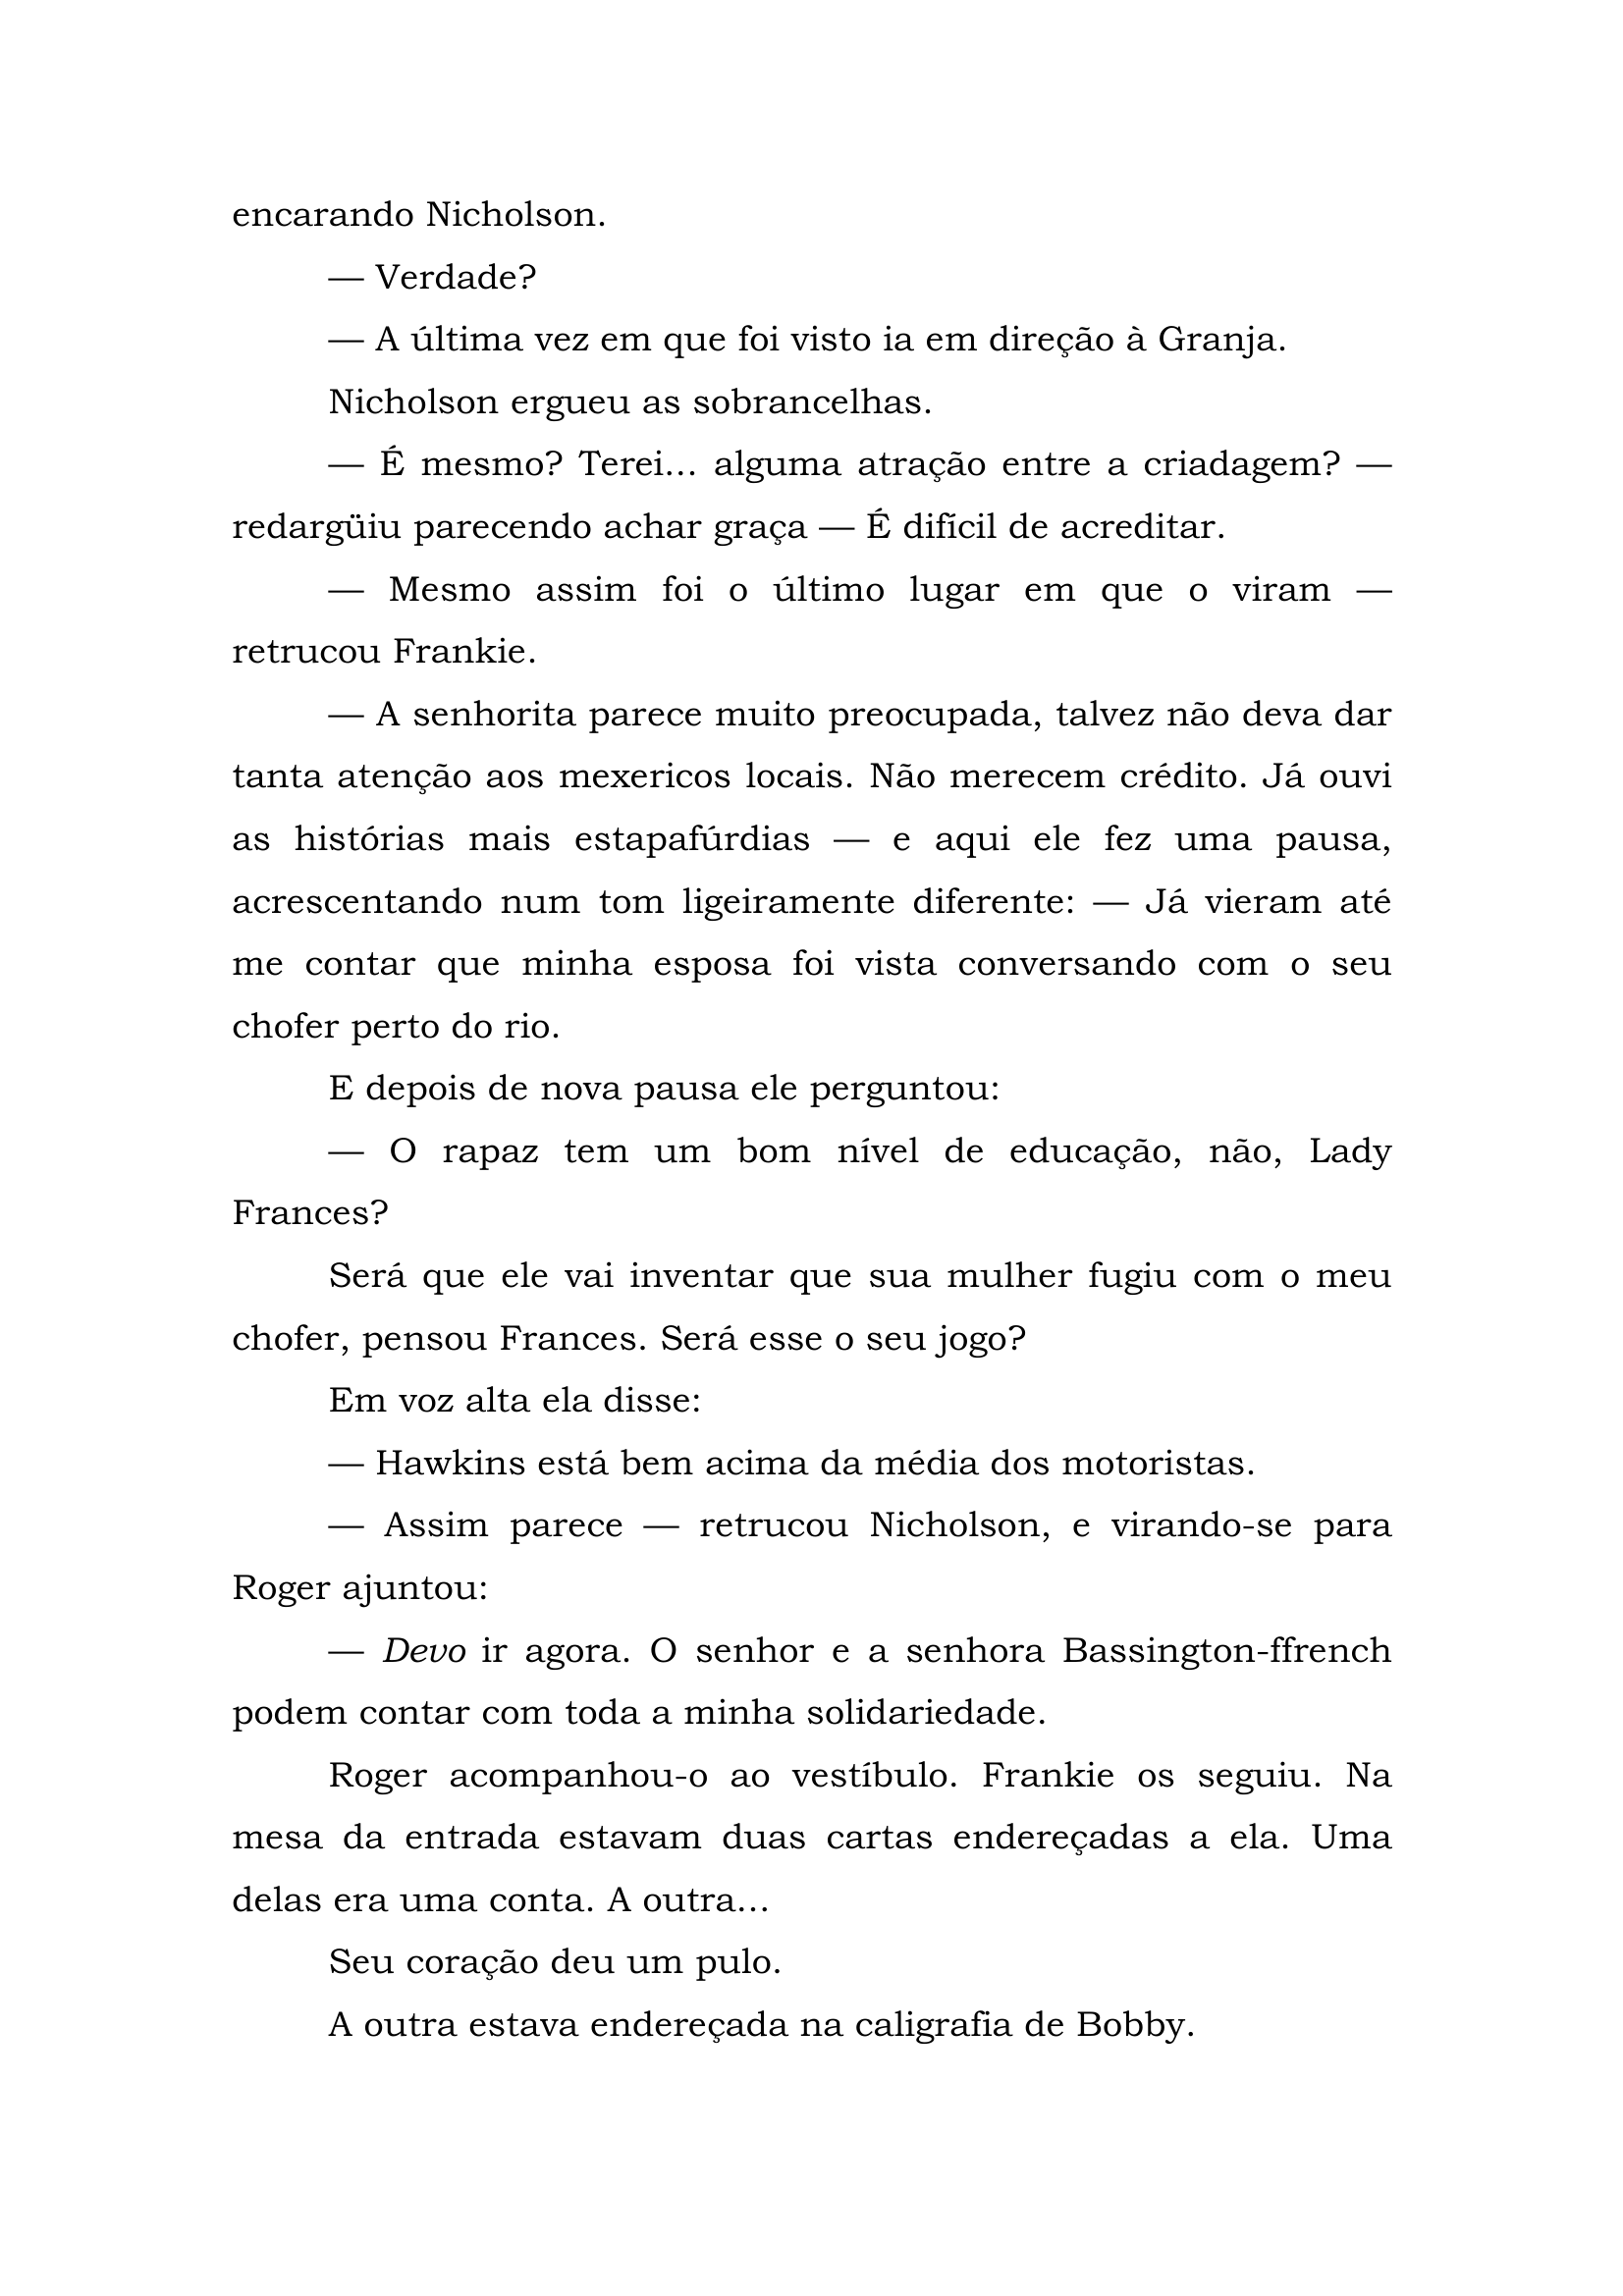 encarando Nicholson.
— Verdade?
— A última vez em que foi visto ia em direção à Granja.
Nicholson ergueu as sobrancelhas.
— É mesmo? Terei... alguma atração entre a criadagem? —
redargüiu parecendo achar graça — É difícil de acreditar.
— Mesmo assim foi o último lugar em que o viram —
retrucou Frankie.
— A senhorita parece muito preocupada, talvez não deva dar
tanta atenção aos mexericos locais. Não merecem crédito. Já ouvi
as histórias mais estapafúrdias — e aqui ele fez uma pausa,
acrescentando num tom ligeiramente diferente: — Já vieram até
me contar que minha esposa foi vista conversando com o seu
chofer perto do rio.
E depois de nova pausa ele perguntou:
— O rapaz tem um bom nível de educação, não, Lady
Frances?
Será que ele vai inventar que sua mulher fugiu com o meu
chofer, pensou Frances. Será esse o seu jogo?
Em voz alta ela disse:
— Hawkins está bem acima da média dos motoristas.
— Assim parece — retrucou Nicholson, e virando-se para
Roger ajuntou:
— Devo ir agora. O senhor e a senhora Bassington-ffrench
podem contar com toda a minha solidariedade.
Roger acompanhou-o ao vestíbulo. Frankie os seguiu. Na
mesa da entrada estavam duas cartas endereçadas a ela. Uma
delas era uma conta. A outra...
Seu coração deu um pulo.
A outra estava endereçada na caligrafia de Bobby.